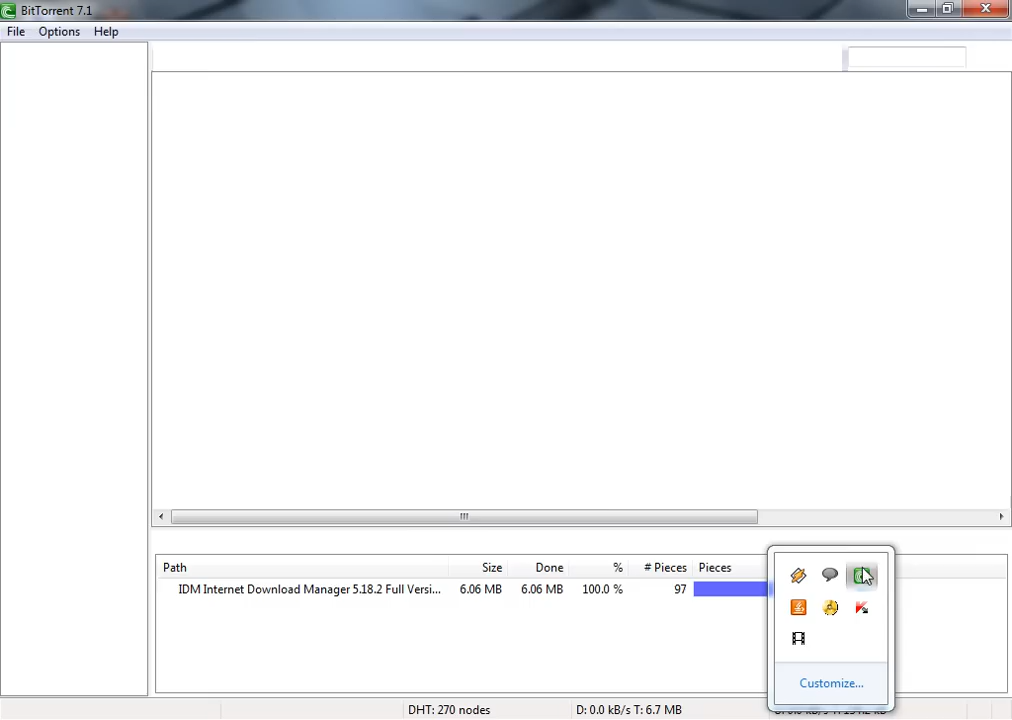 BitTorrent 7.1
File Options Help
Path Size Done % # Pieces Pieces
IDM Internet Download Manager 5.18.2 Full Versi... 6.06 MB 6.06 MB 100.0 % 97
Customize...
DHT: 270 nodes D: 0.0 kB/s T: 6.7 MB